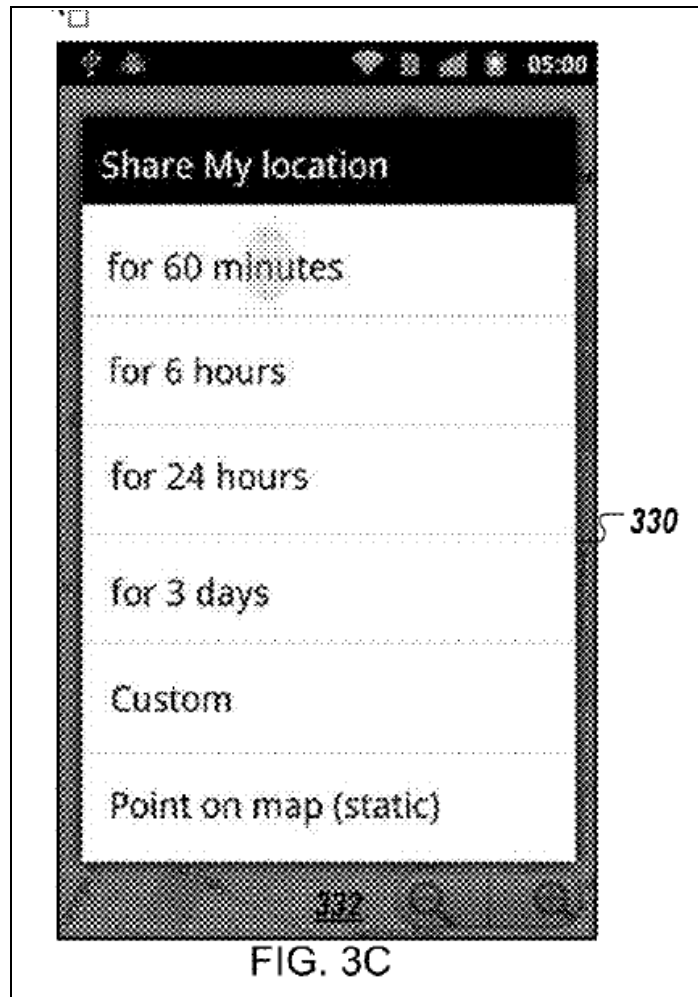 05:00
Share My location
for 60 minutes
for 6 hours
for 24 hours
330
for 3 days
Custom
Point on map (static)
332
FIG. 3C